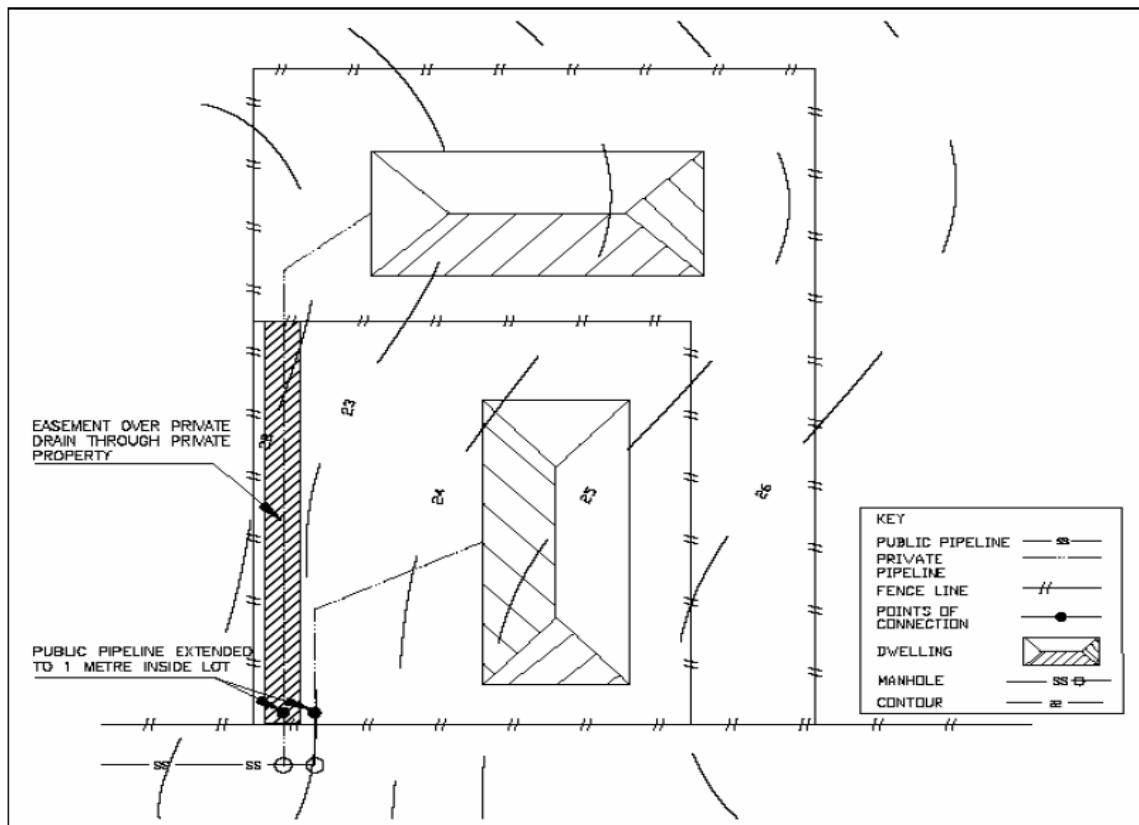 23
EASEMENT OVER PRIVATE
DRAIN THROUGH PRIVATE
PROPERTY
22
24
25
26
KEY
PUBLIC PIPELINE SS
PRIVATE
PIPELINE
FENCE LINE
POINTS OF
CONNECTION
DWELLING
MANHOLE SS
CONTOUR
PUBLIC PIPELINE EXTENDED
TO 1 METRE INSIDE LOT
SS SS